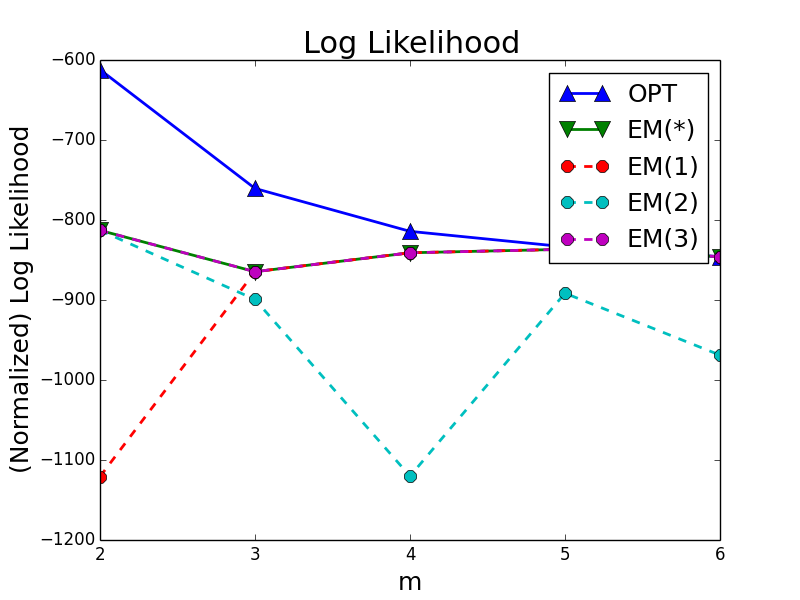 Log Likelihood
(Normalized) Log Likelihood
−600
−700
−800
−900
−1000
−1100
−1200
2
3
4
5
6
m
OPT
EM(*)
EM(1)
EM(2)
EM(3)